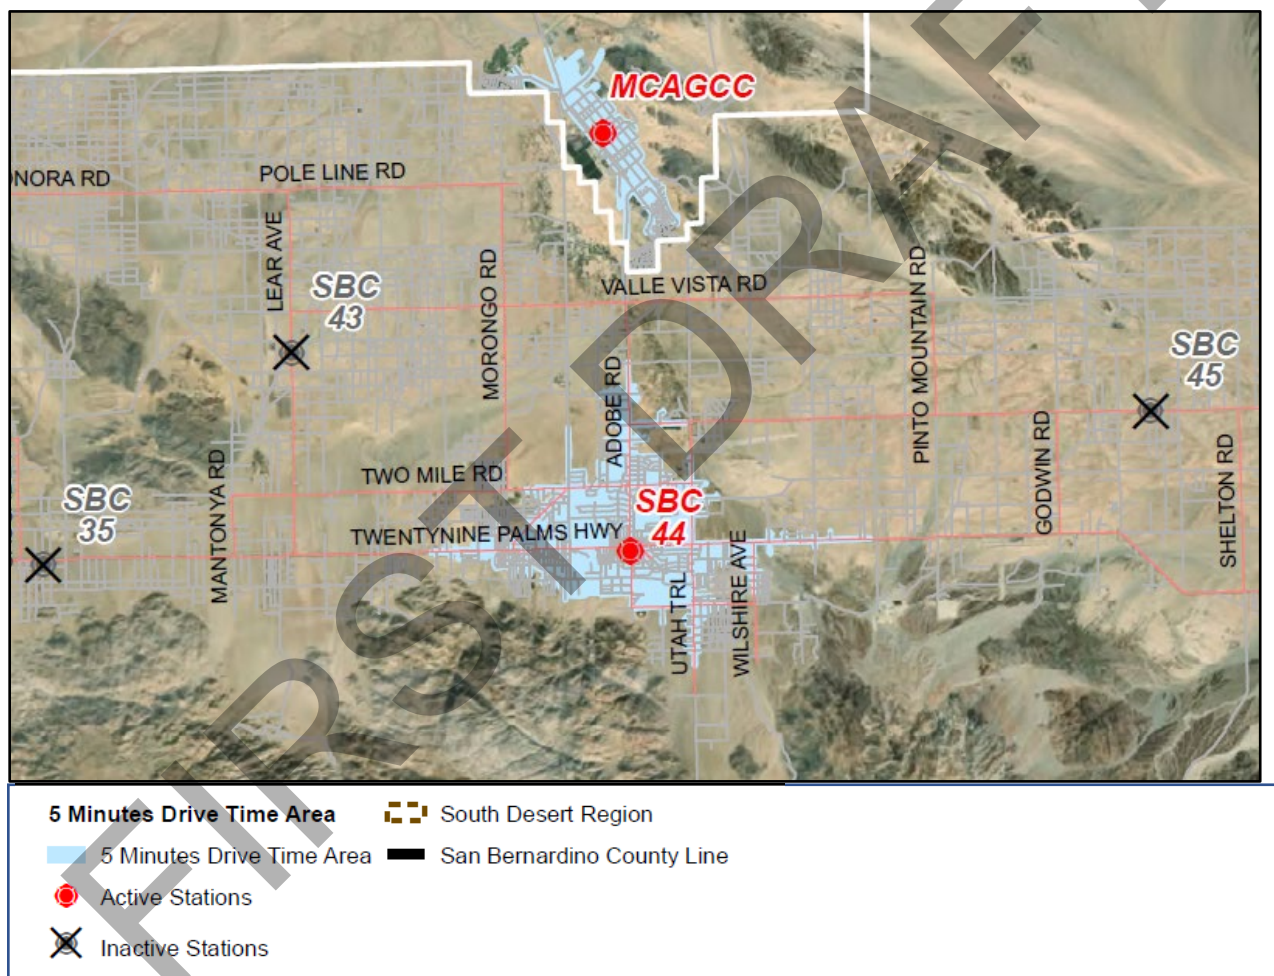 MCAGCC
NORA RD
POLE LINE RD
LEAR AVE
SBC
43
MORONGO RD
VALLE VISTA RD
PINTO MOUNTAIN RD
SBC
45
ADOBE RD
MANTONYA RD
TWO MILE RD
GODWIN RD
SHELTON RD
SBC
35
SBC
44
TWENTYNINE PALMS HWY
UTAH TRL
WILSHIRE AVE
FIRST DRAF
5 Minutes Drive Time Area
South Desert Region
5 Minutes Drive Time Area
San Bernardino County Line
Active Stations
Inactive Stations